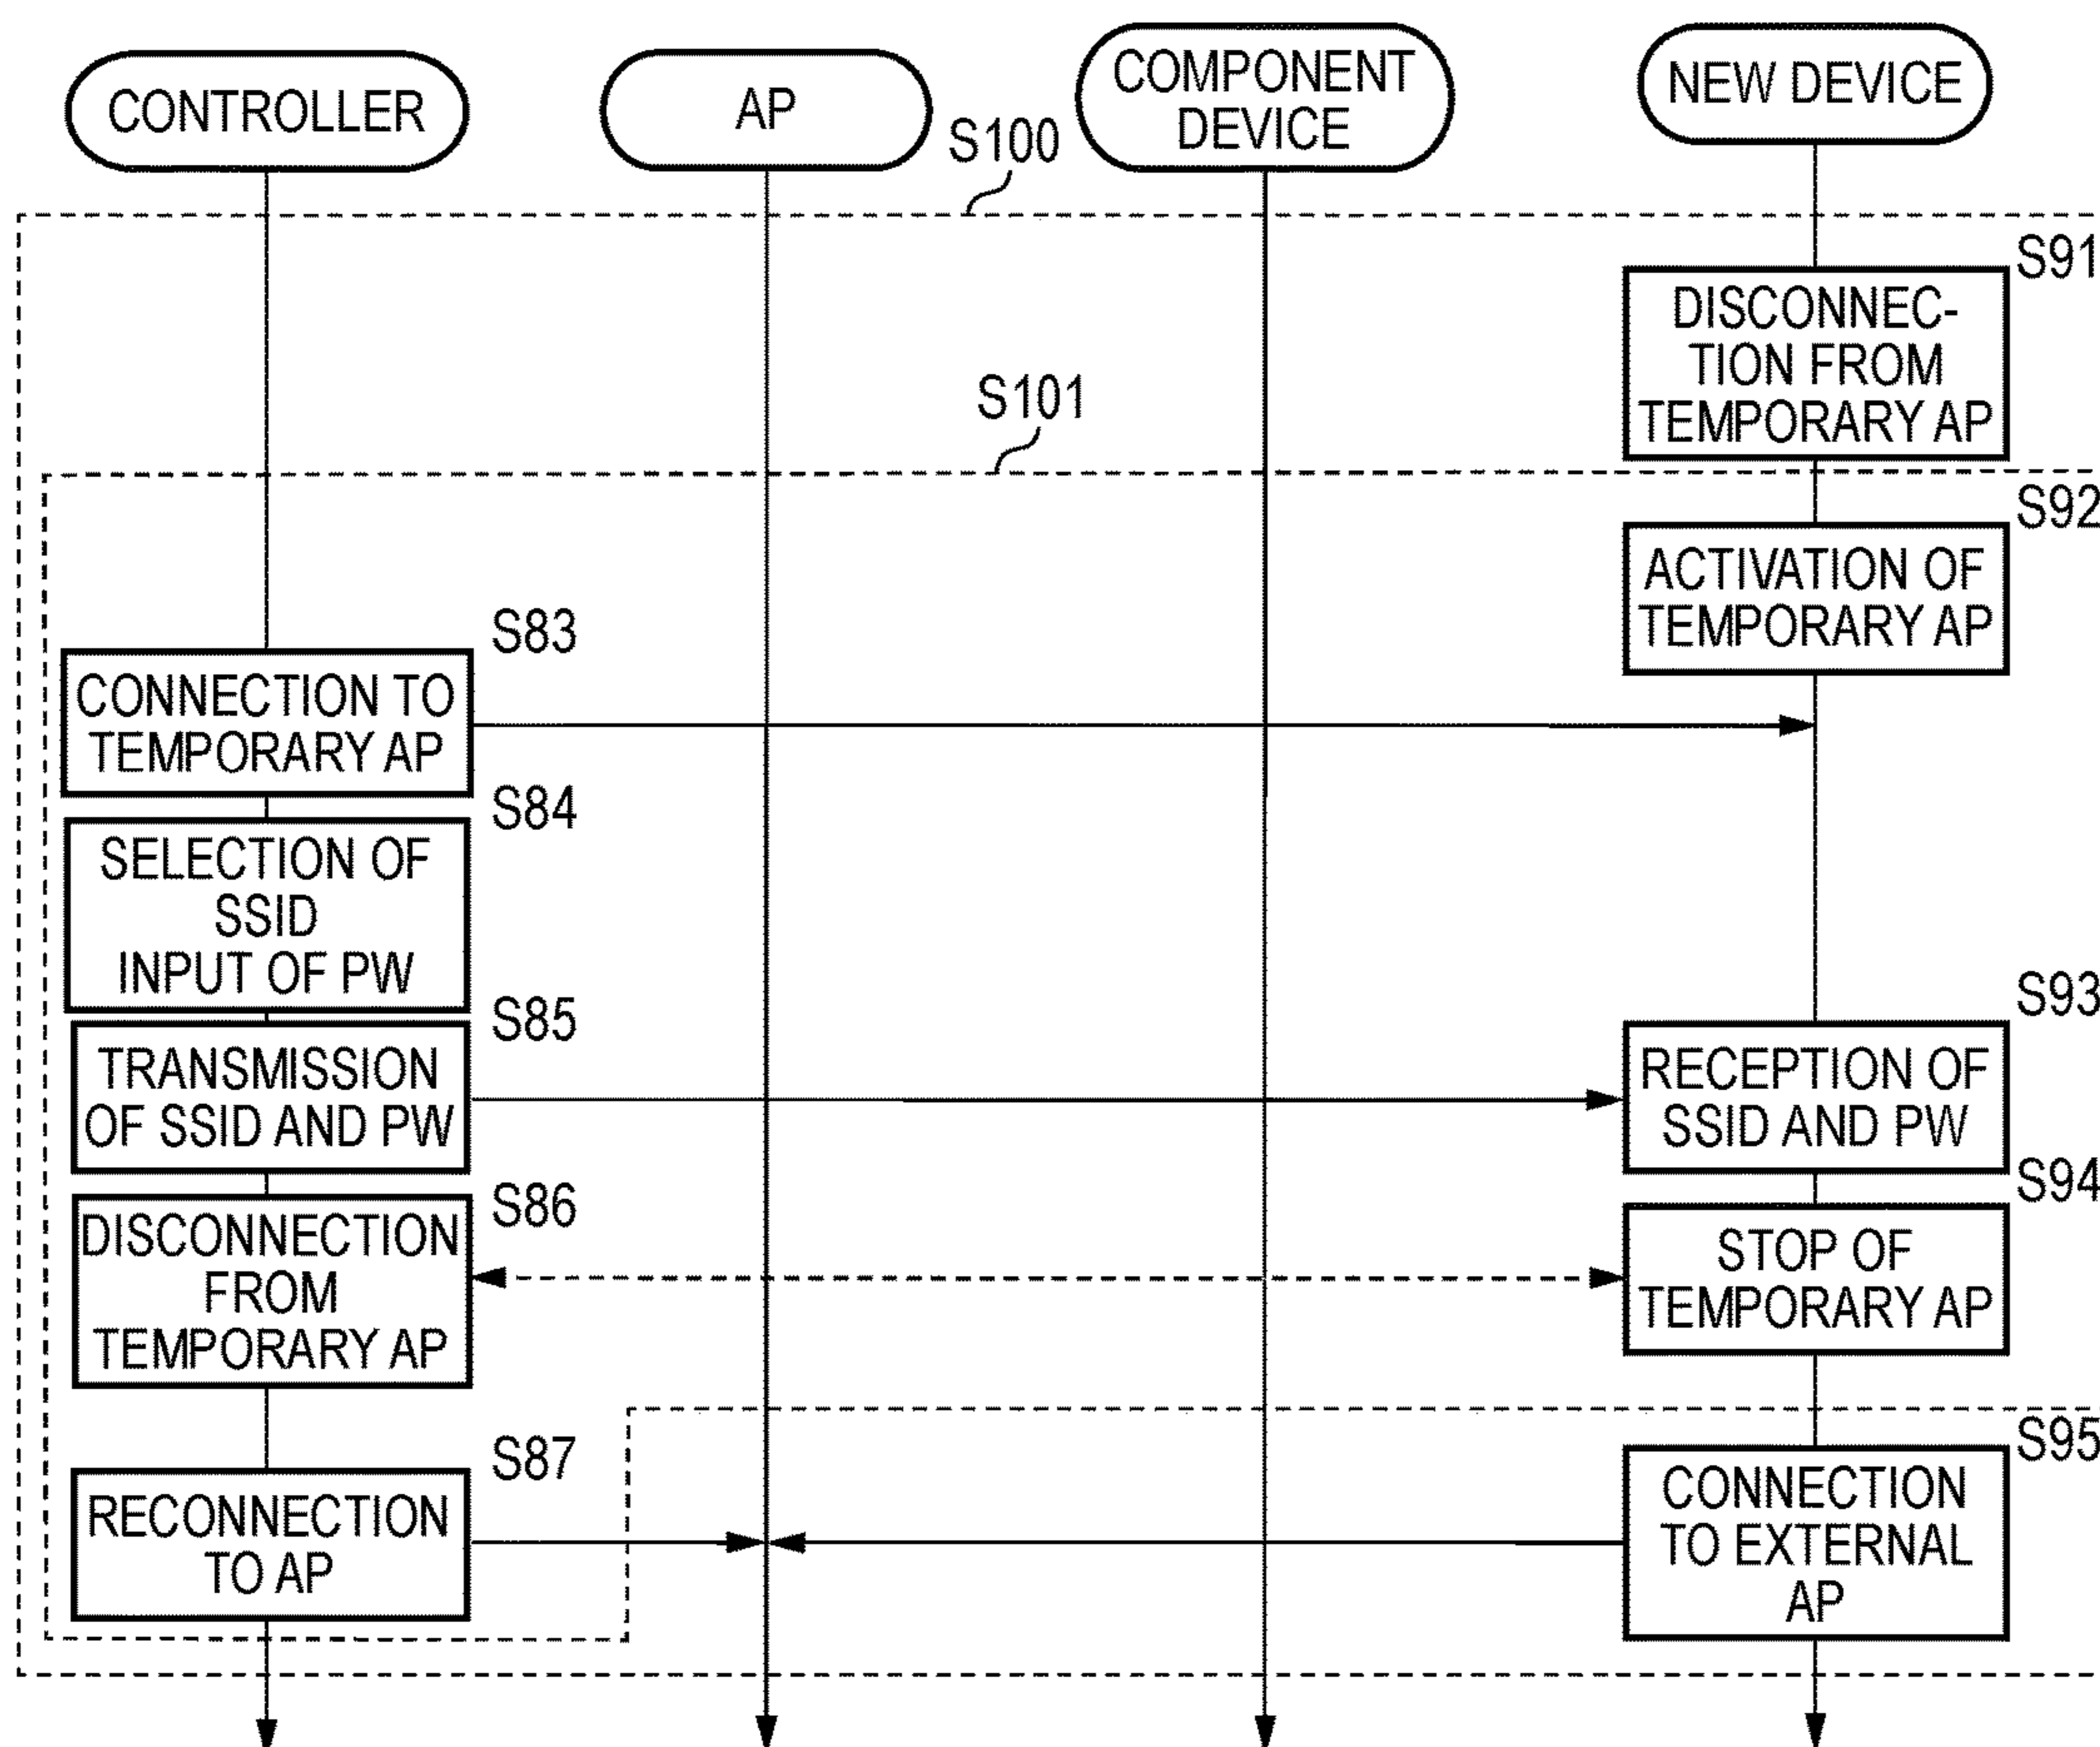 CONTROLLER
AP
COMPONENT
DEVICE
NEW DEVICE
S100
S91
DISCONNEC-
TION FROM
TEMPORARY AP
S101
S92
ACTIVATION OF
TEMPORARY AP
S83
CONNECTION TO
TEMPORARY AP
S84
SELECTION OF
SSID
INPUT OF PW
S85
TRANSMISSION
OF SSID AND PW
S93
RECEPTION OF
SSID AND PW
S86
DISCONNECTION
FROM
TEMPORARY AP
S94
STOP OF
TEMPORARY AP
S87
RECONNECTION
TO AP
S95
CONNECTION
TO EXTERNAL
AP